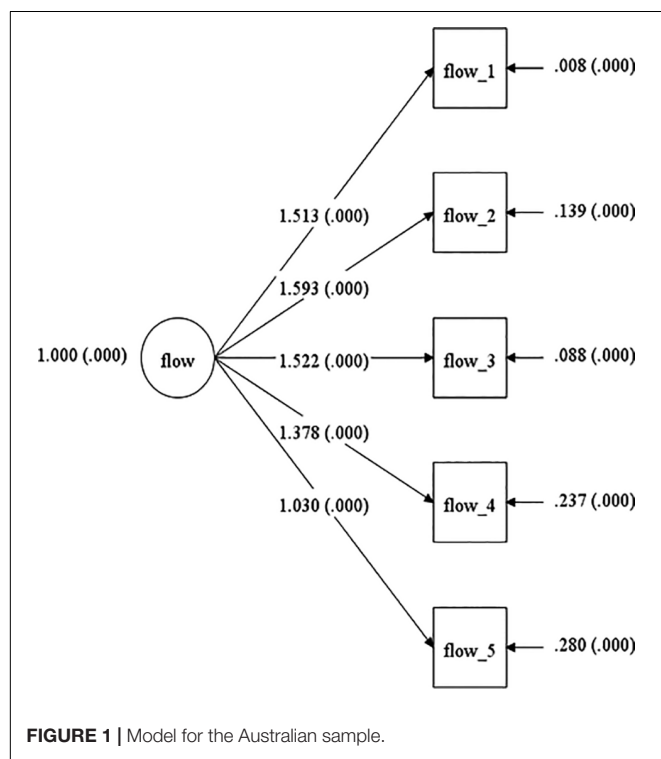 flow_1
.008 (.000)
1.513 (.000)
flow_2
.139 (.000)
1.593 (.000)
1.000 (.000)
flow
1.522 (.000)
flow_3
.088 (.000)
1.378 (.000)
flow_4
.237 (.000)
1.030 (.000)
flow_5
.280 (.000)
FIGURE 1 | Model for the Australian sample.